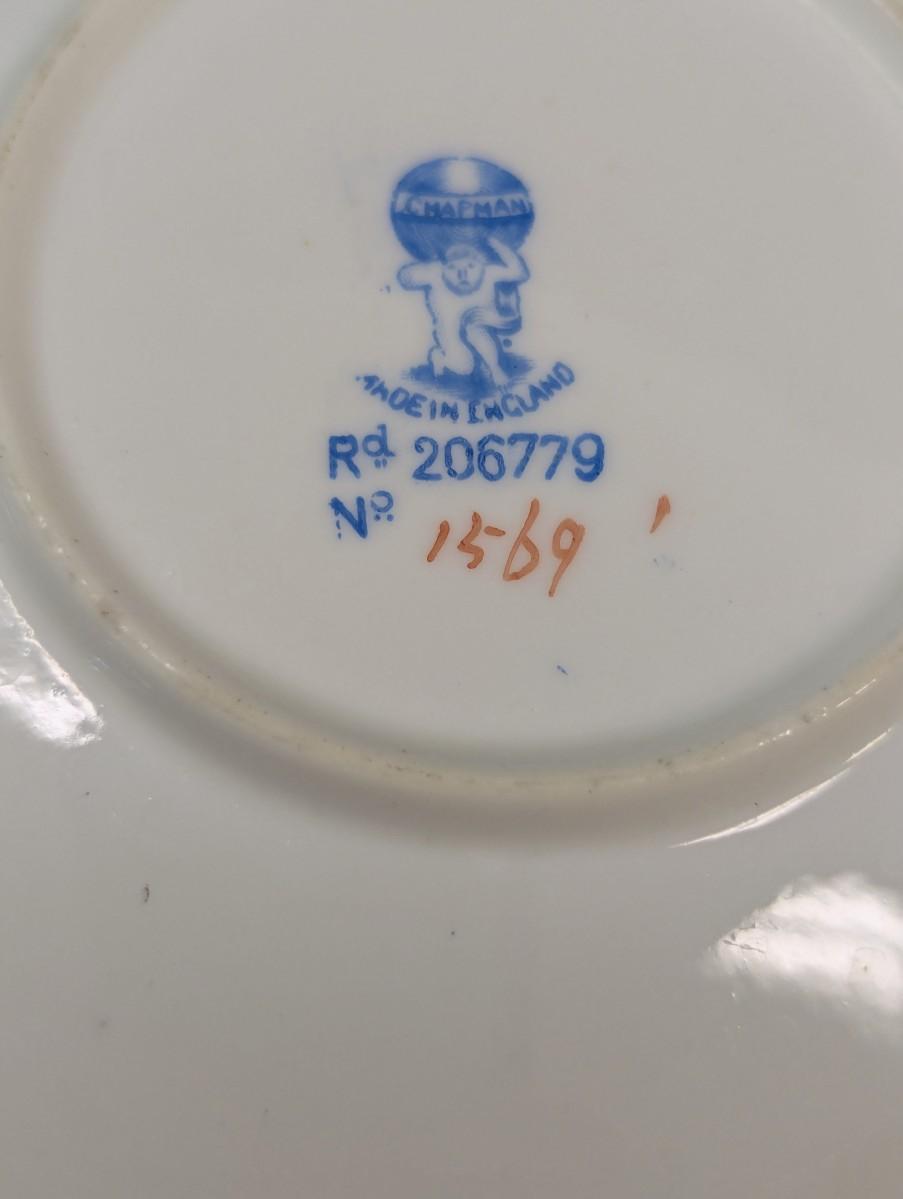 CHAPMAN
MADE IN ENGLAND
Rd 206779
No 1569